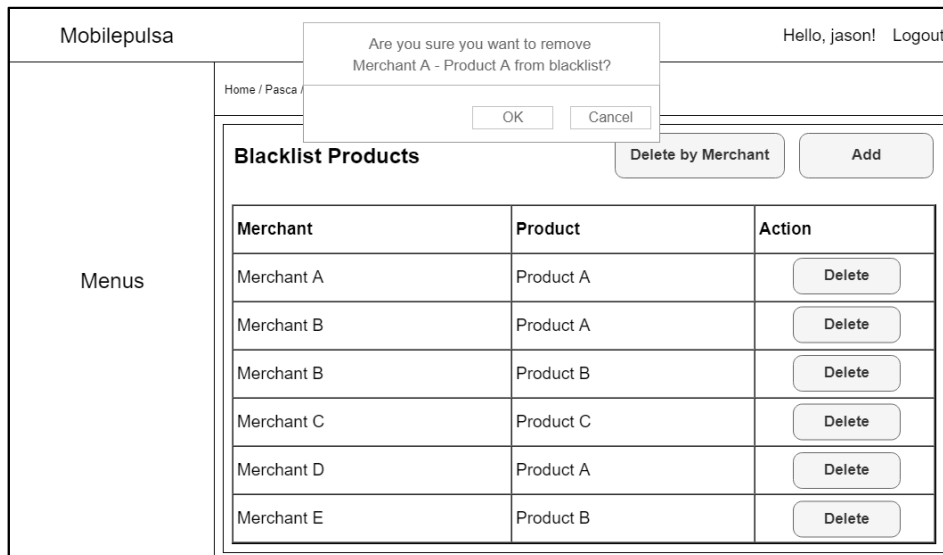 Mobilepulsa
Are you sure you want to remove
Merchant A - Product A from blacklist?
OK Cancel
Hello, jason! Logout
Home / Pasca /
Menus
Blacklist Products
Delete by Merchant Add
Merchant Product Action
Merchant A Product A Delete
Merchant B Product A Delete
Merchant B Product B Delete
Merchant C Product C Delete
Merchant D Product A Delete
Merchant E Product B Delete